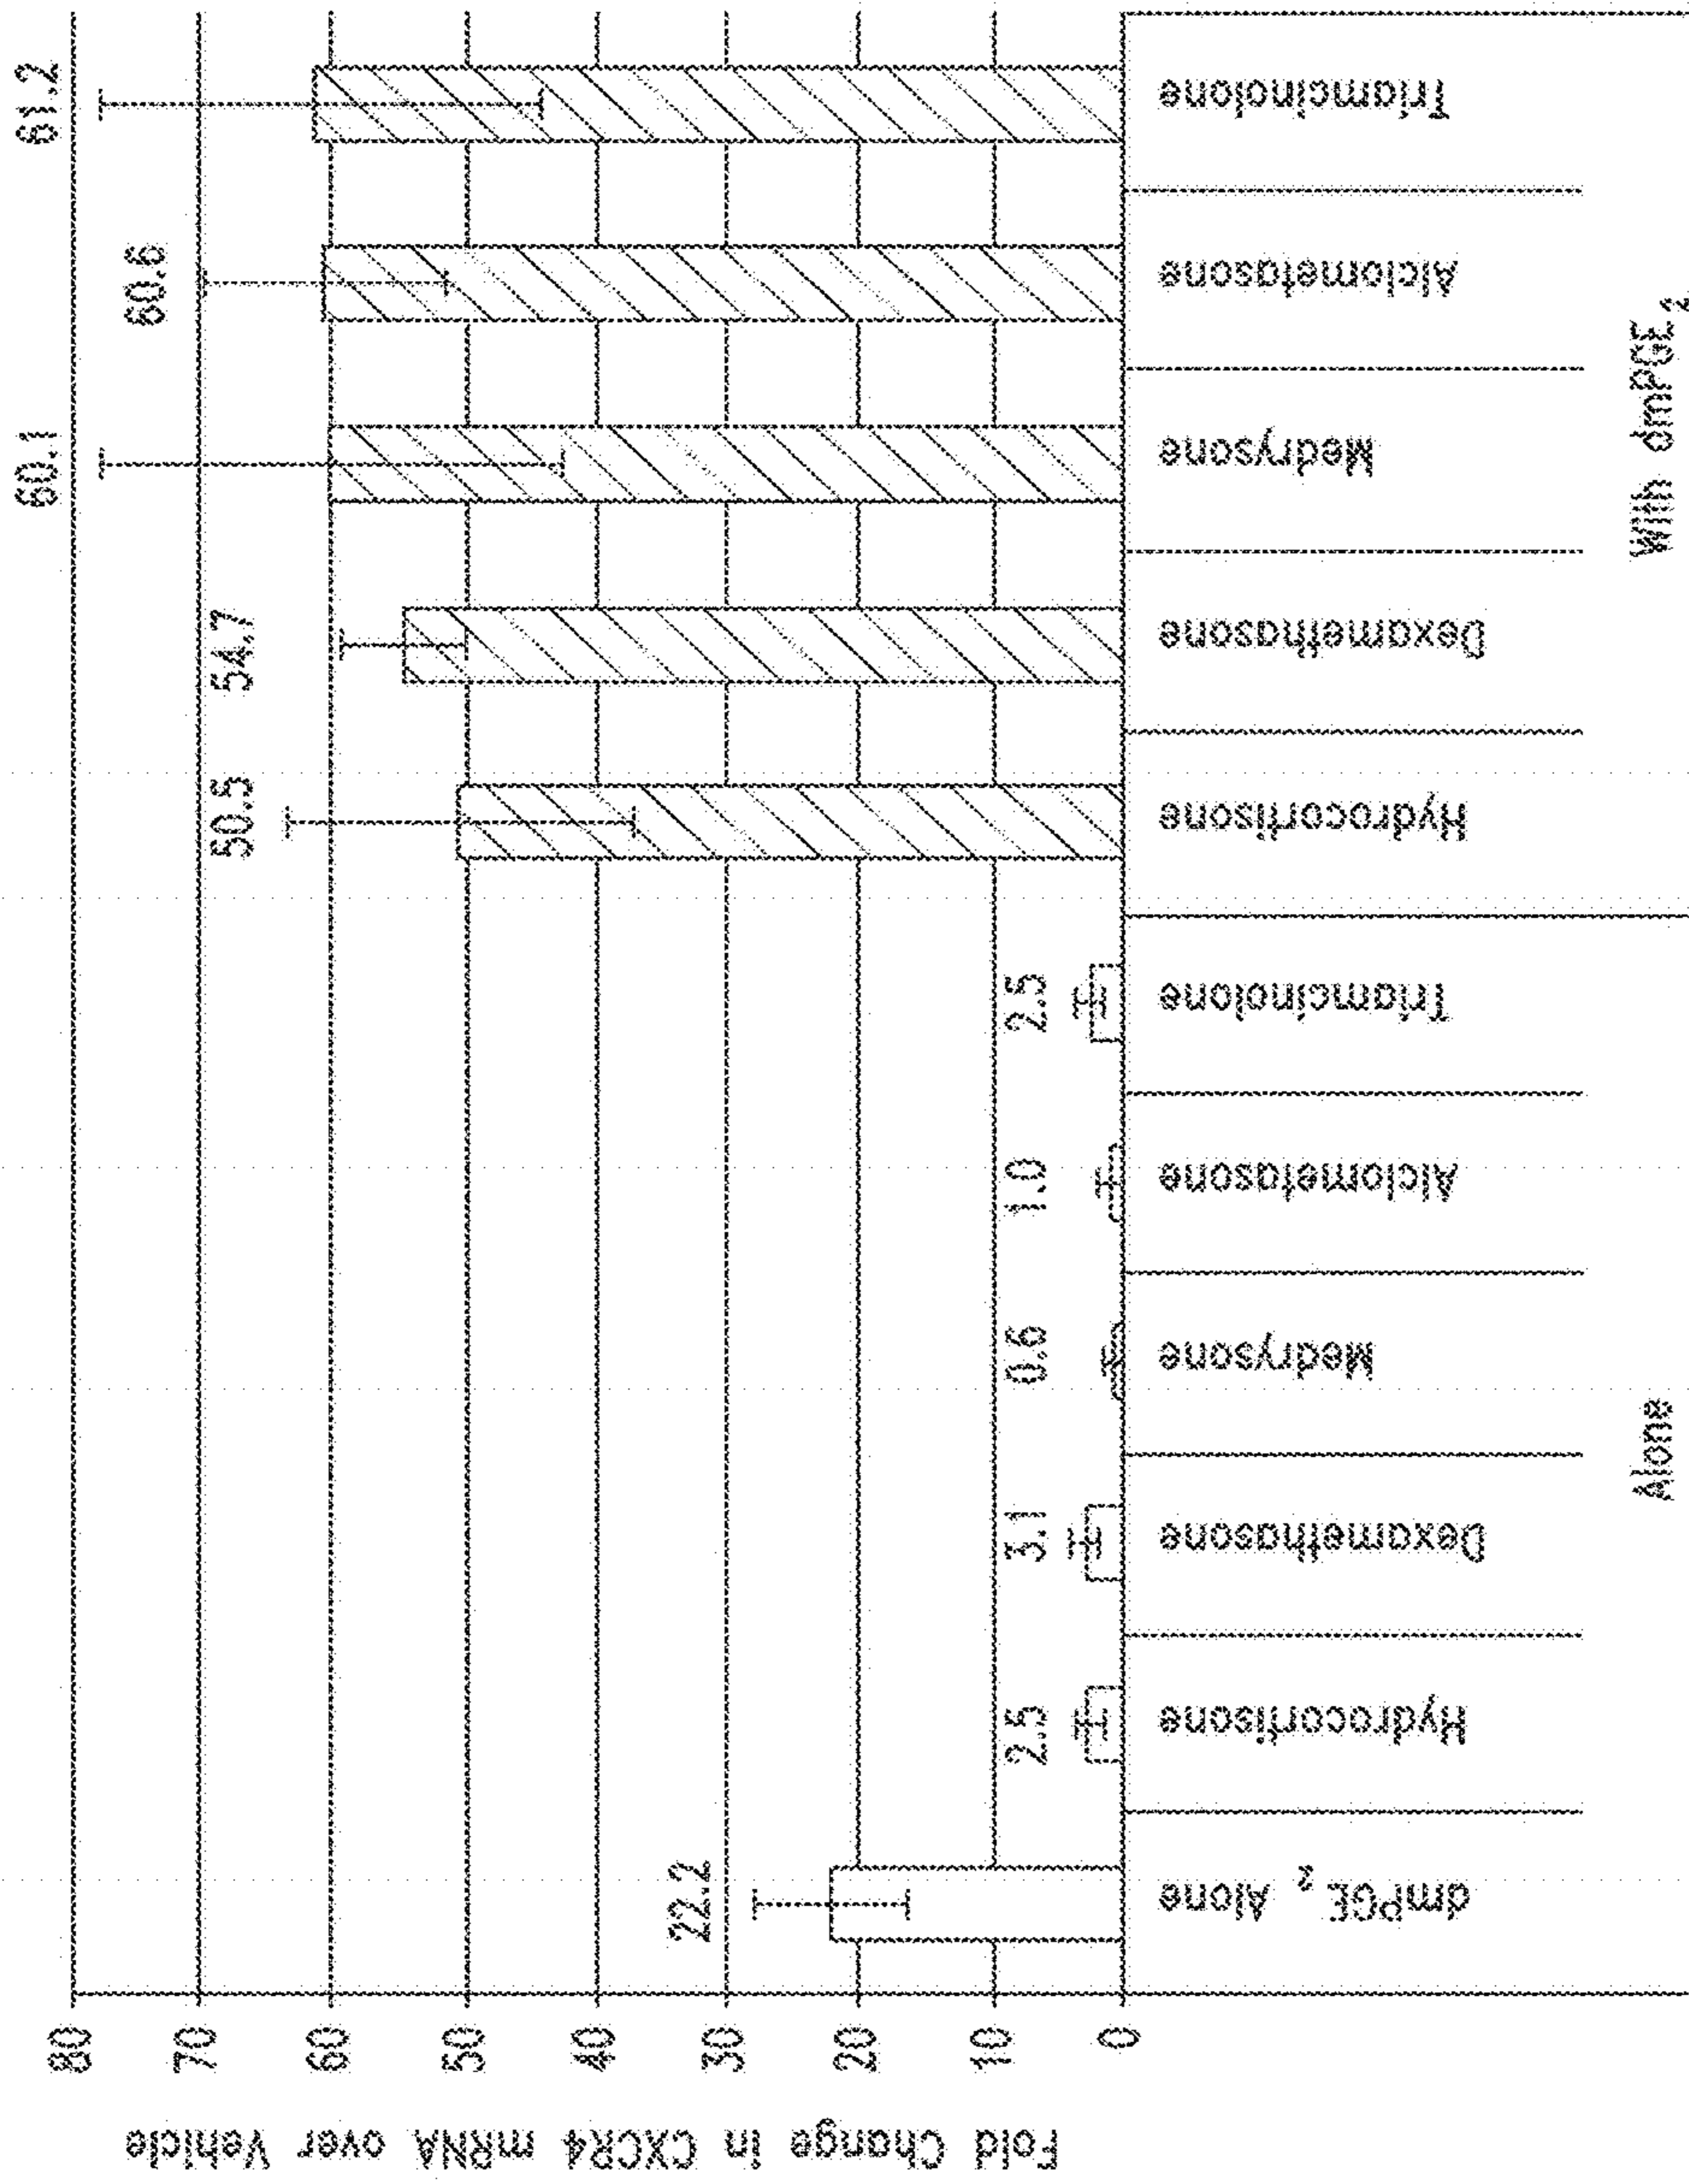 Fold Change in CXCR4 mRNA over Vehicle
80
70
60
50
40
30
20
10
0
22.2
2.5
3.1
0.6
1.0
2.5
50.5
54.7
60.1
60.6
61.2
dmPGE2 Alone
Hydrocortisone
Dexamethasone
Medrysone
Alclometasone
Triamcinolone
Hydrocortisone
Dexamethasone
Medrysone
Alclometasone
Triamcinolone
Alone
With dmPGE2